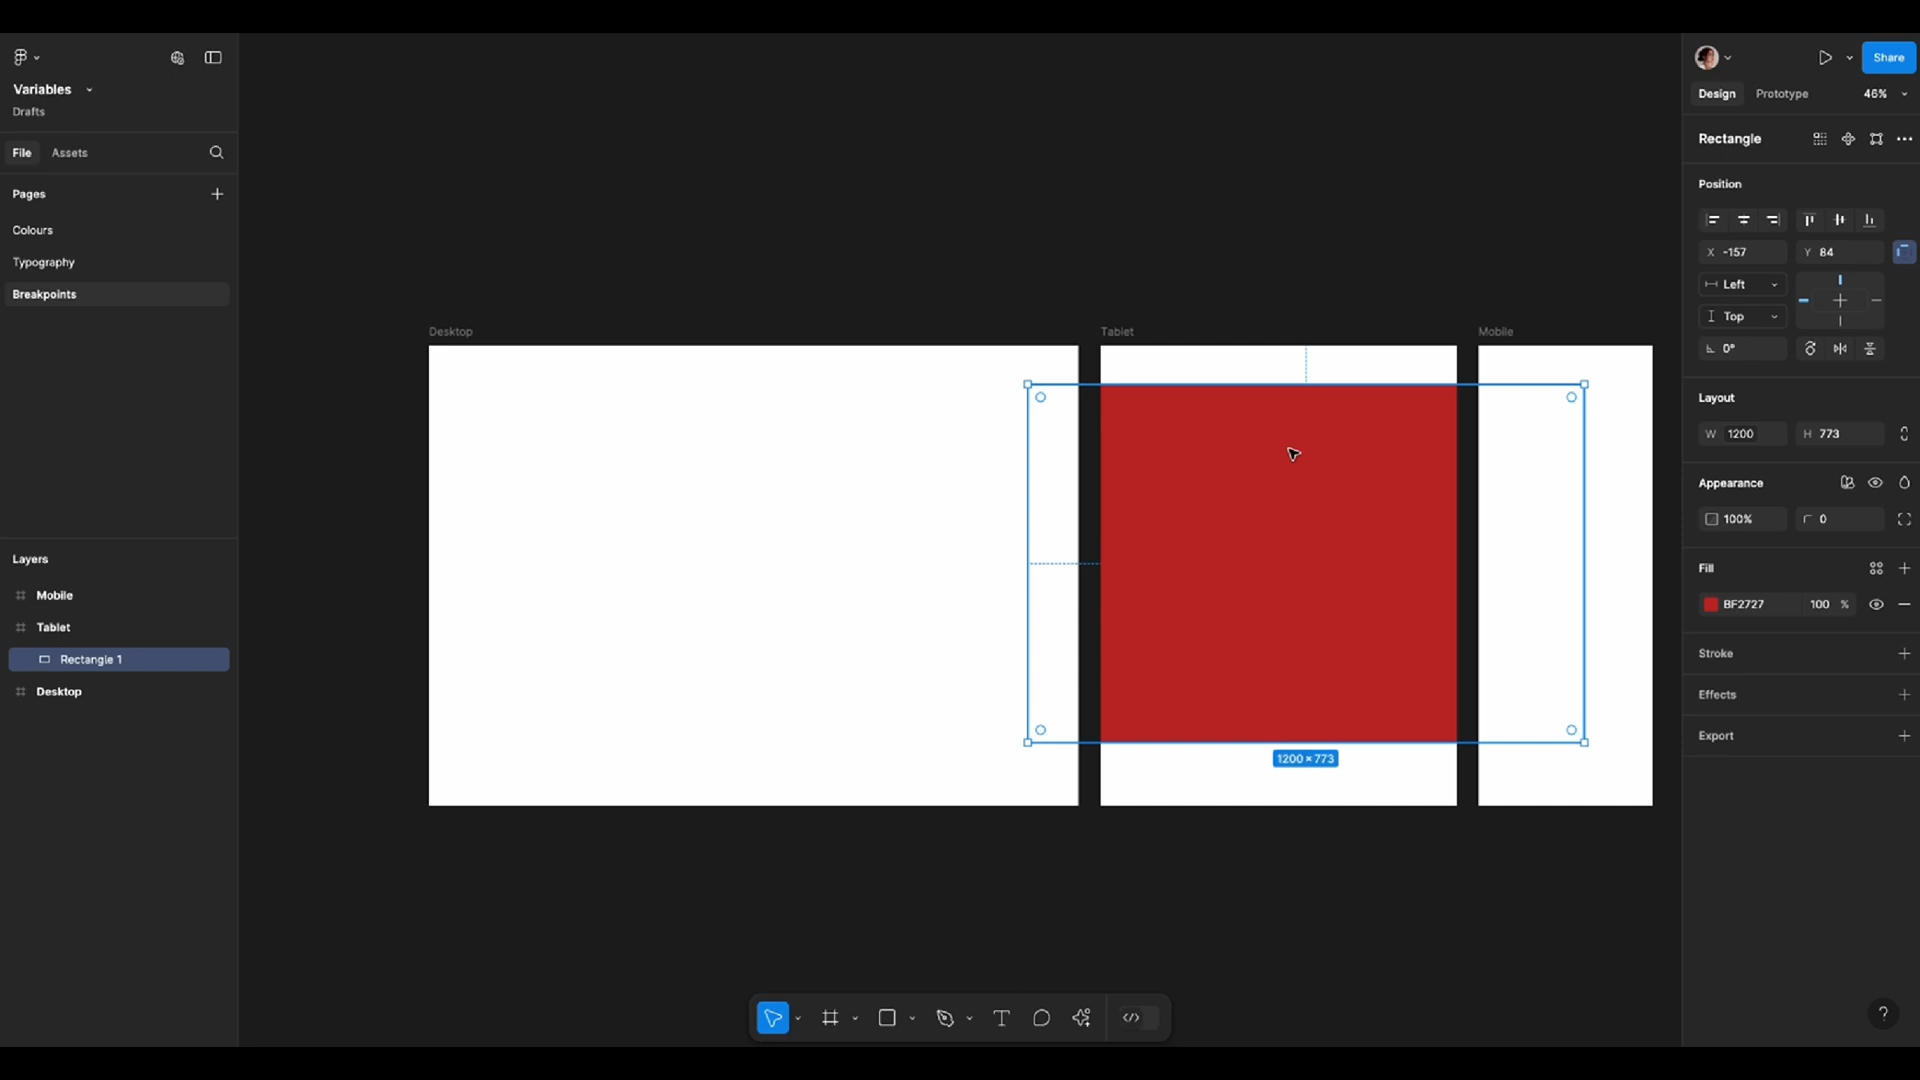 Variables
Drafts
File Assets
Pages
Colours
Typography
Breakpoints
Layers
Mobile
Tablet
Rectangle 1
Desktop
Desktop
Tablet
Mobile
1200 × 773
Share
Design Prototype 46%
Rectangle
Position
X -157 Y 84
Left
Top
0°
Layout
W 1200 H 773
Appearance
100% 0
Fill
BF2727 100 %
Stroke
Effects
Export
?